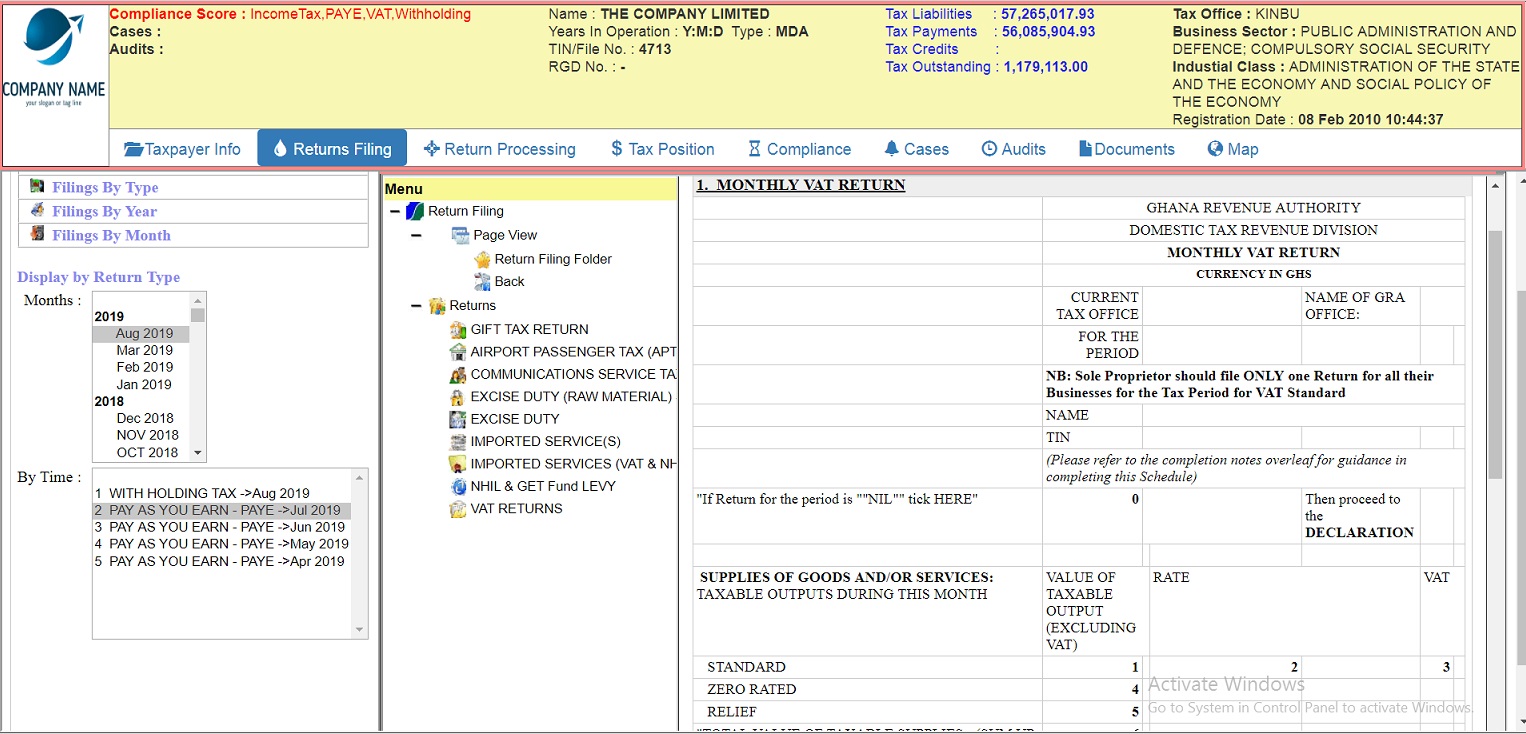 COMPANY NAME
your slogan or tag line
Compliance Score : IncomeTax,PAYE,VAT,Withholding
Cases :
Audits :
Name : THE COMPANY LIMITED
Years In Operation : Y:M:D Type : MDA
TIN/File No. : 4713
RGD No. : -
Tax Liabilities : 57,265,017.93
Tax Payments : 56,085,904.93
Tax Credits :
Tax Outstanding : 1,179,113.00
Tax Office : KINBU
Business Sector : PUBLIC ADMINISTRATION AND
DEFENCE; COMPULSORY SOCIAL SECURITY
Industial Class : ADMINISTRATION OF THE STATE
AND THE ECONOMY AND SOCIAL POLICY OF
THE ECONOMY
Registration Date : 08 Feb 2010 10:44:37
Taxpayer Info Returns Filing Return Processing $ Tax Position Compliance Cases Audits Documents Map
Filings By Type
Filings By Year
Filings By Month
Display by Return Type
Months :
2019
Aug 2019
Mar 2019
Feb 2019
Jan 2019
2018
Dec 2018
NOV 2018
OCT 2018
By Time :
1 WITH HOLDING TAX ->Aug 2019
2 PAY AS YOU EARN - PAYE ->Jul 2019
3 PAY AS YOU EARN - PAYE ->Jun 2019
4 PAY AS YOU EARN - PAYE ->May 2019
5 PAY AS YOU EARN - PAYE ->Apr 2019
Menu
Return Filing
Page View
Return Filing Folder
Back
Returns
GIFT TAX RETURN
AIRPORT PASSENGER TAX (APT
COMMUNICATIONS SERVICE TA
EXCISE DUTY (RAW MATERIAL)
EXCISE DUTY
IMPORTED SERVICE(S)
IMPORTED SERVICES (VAT & NH
NHIL & GET Fund LEVY
VAT RETURNS
1. MONTHLY VAT RETURN
GHANA REVENUE AUTHORITY
DOMESTIC TAX REVENUE DIVISION
MONTHLY VAT RETURN
CURRENCY IN GHS
CURRENT
TAX OFFICE
NAME OF GRA
OFFICE:
FOR THE
PERIOD
NB: Sole Proprietor should file ONLY one Return for all their
Businesses for the Tax Period for VAT Standard
NAME
TIN
(Please refer to the completion notes overleaf for guidance in
completing this Schedule)
"If Return for the period is ""NIL"" tick HERE" 0
Then proceed to
the
DECLARATION
SUPPLIES OF GOODS AND/OR SERVICES:
TAXABLE OUTPUTS DURING THIS MONTH
VALUE OF
TAXABLE
OUTPUT
(EXCLUDING
VAT)
RATE
VAT
STANDARD 1 2 3
ZERO RATED 4
RELIEF 5
Activate Windows
Go to System in Control Panel to activate Windows.